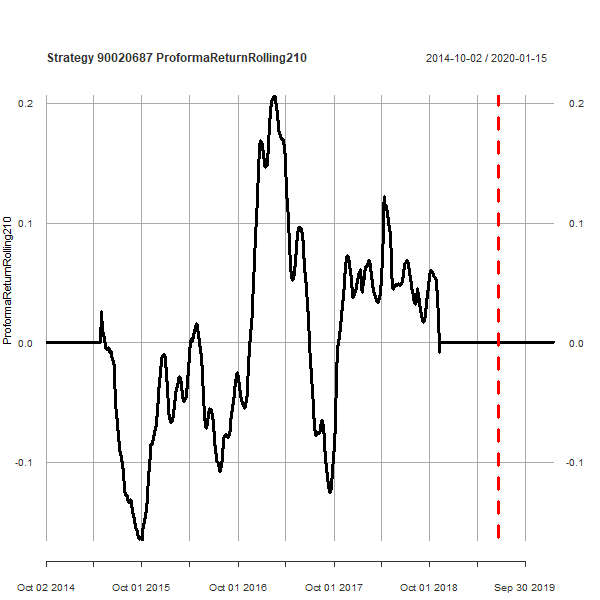 Strategy 90020687 ProformaReturnRolling210
2014-10-02 / 2020-01-15
ProformaReturnRolling210
0.2
0.1
0.0
-0.1
0.2
0.1
0.0
-0.1
Oct 02 2014
Oct 01 2015
Oct 01 2016
Oct 01 2017
Oct 01 2018
Sep 30 2019